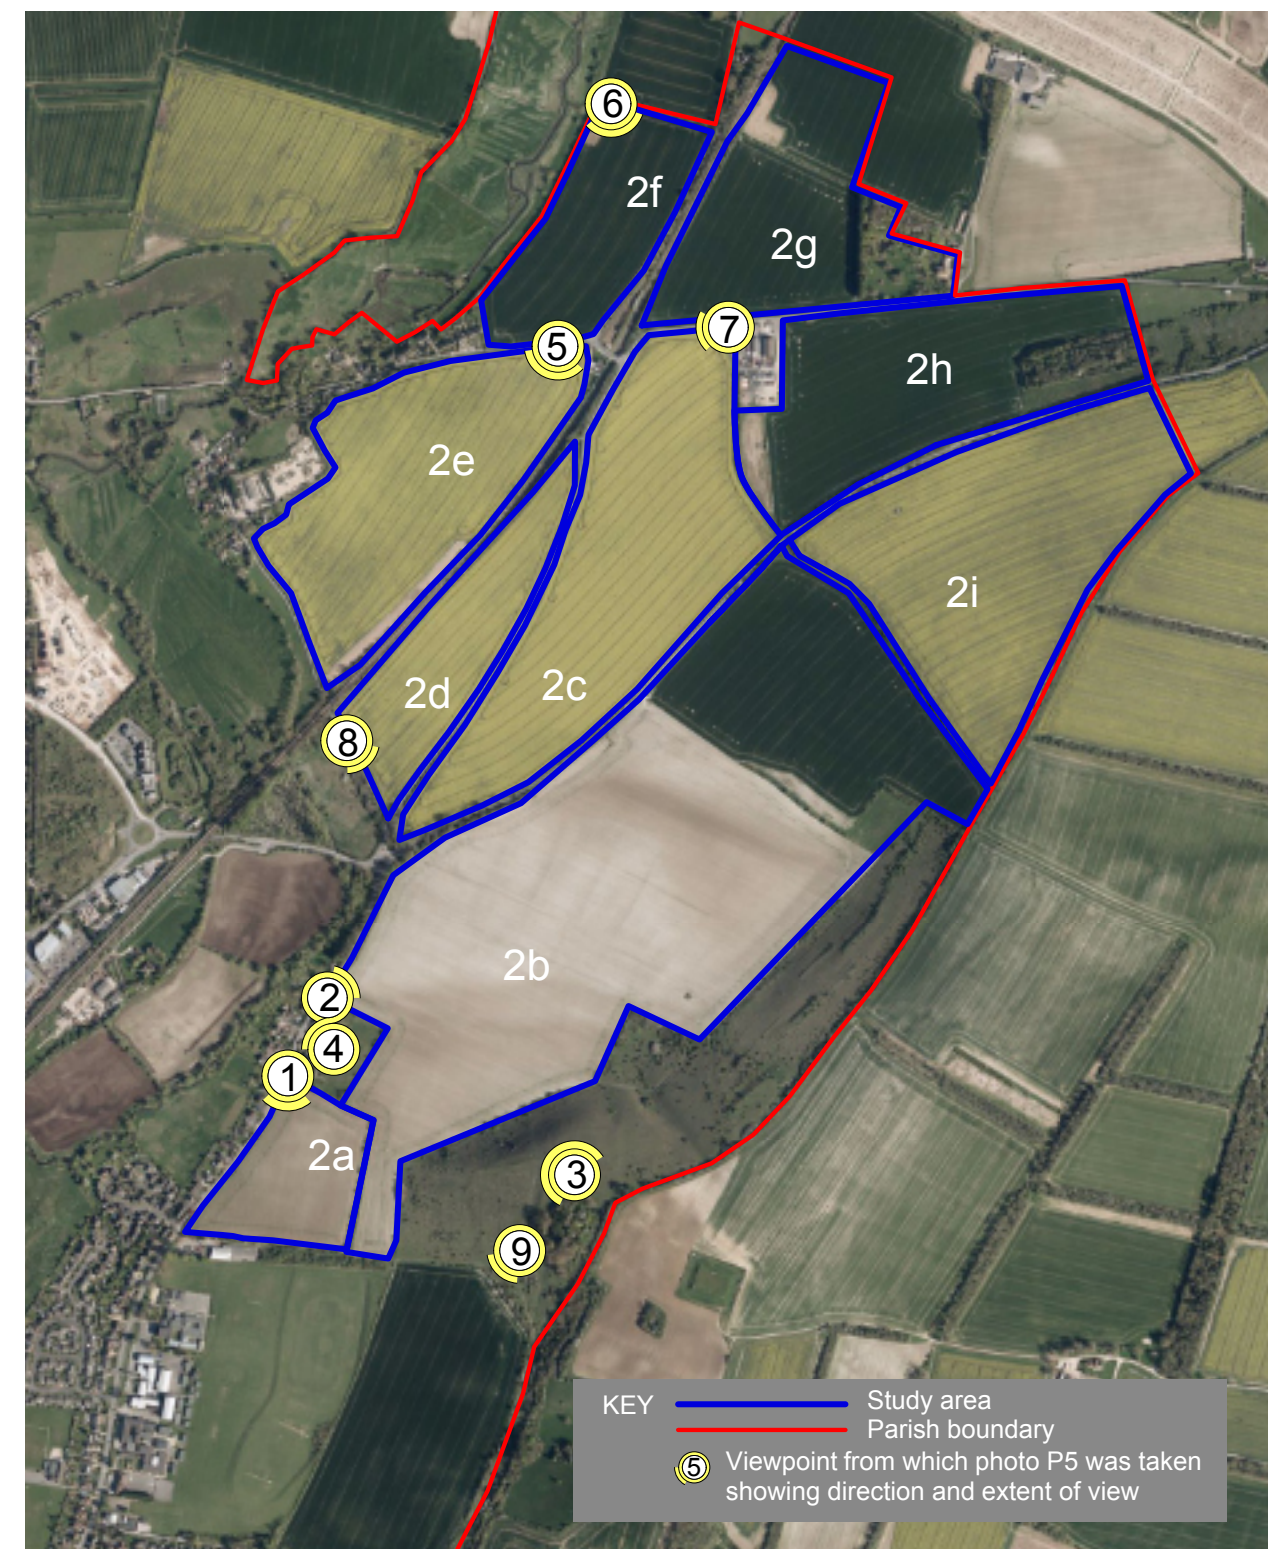 6
2f
2g
7
5
2h
2e
2i
2d
2c
8
2b
2
4
1
2a
3
9
KEY
Study area
Parish boundary
5
Viewpoint from which photo P5 was taken
showing direction and extent of view